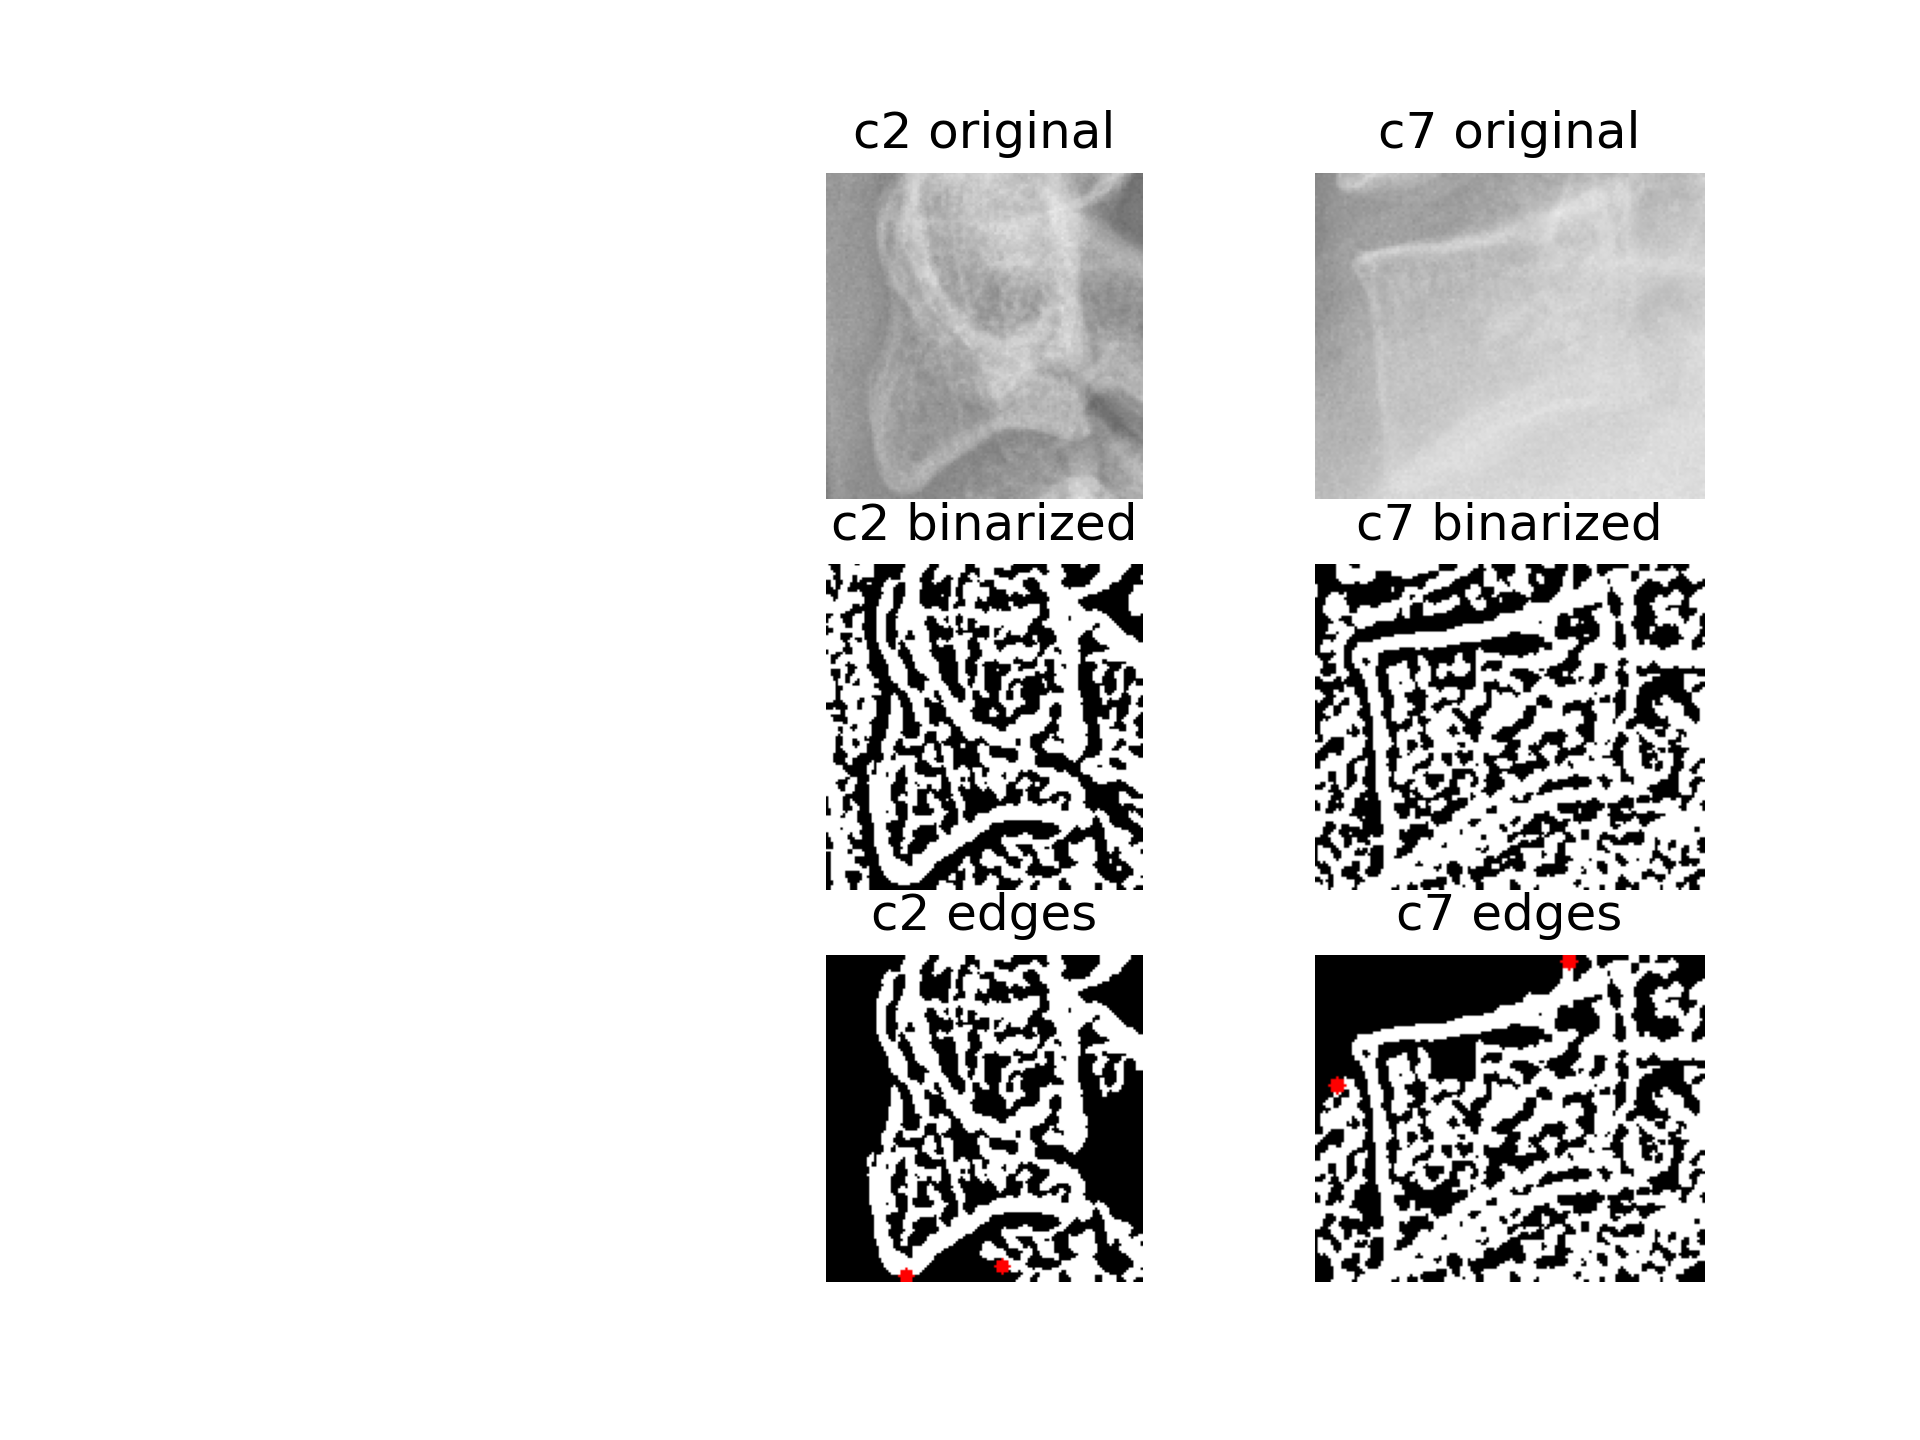 c2 original
c7 original
c2 binarized
c7 binarized
c2 edges
c7 edges